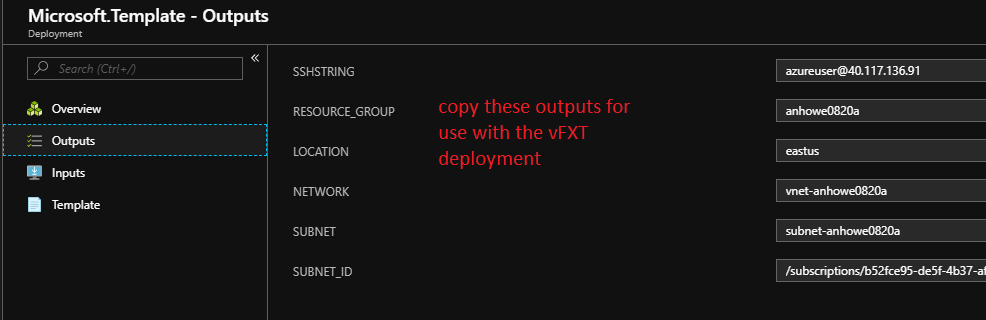 Microsoft.Template - Outputs
Deployment
Search (Ctrl+/)
«
Overview
Outputs
Inputs
Template
SSHSTRING azureuser@40.117.136.91
RESOURCE_GROUP anhowe0820a
LOCATION eastus
NETWORK vnet-anhowe0820a
SUBNET subnet-anhowe0820a
SUBNET_ID /subscriptions/b52fce95-de5f-4b37-af
copy these outputs for
use with the vFXT
deployment